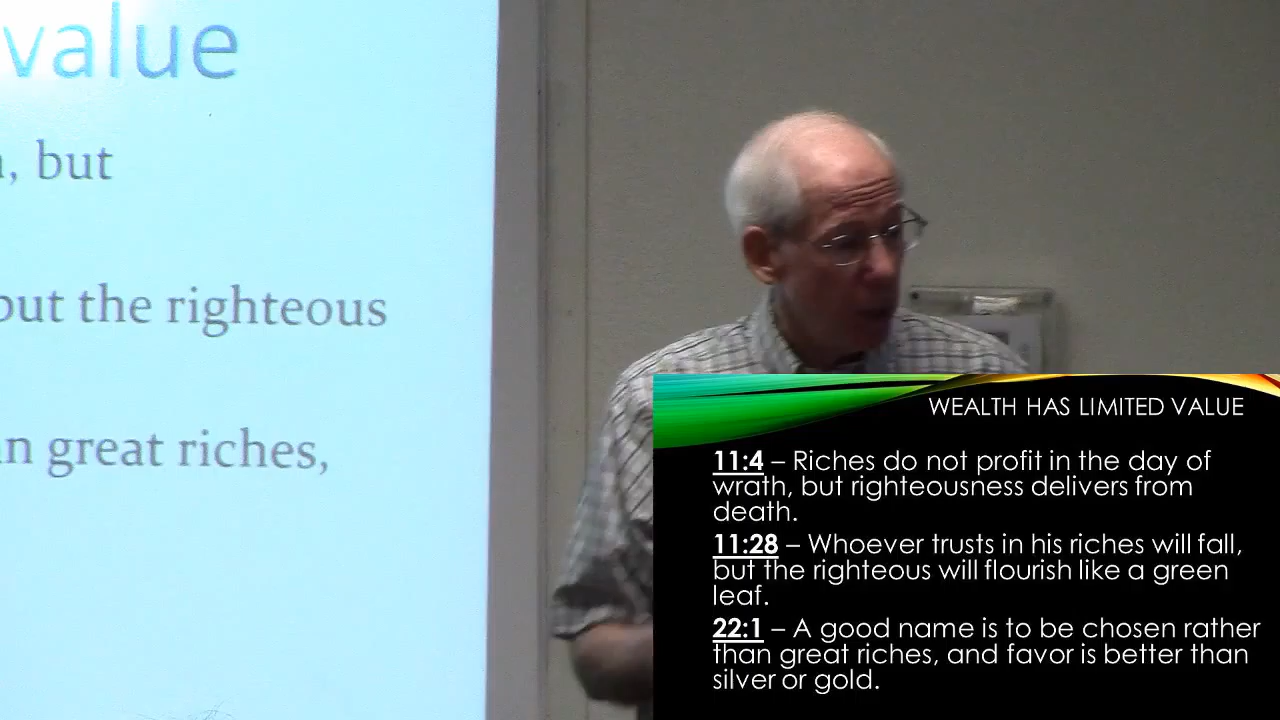 value
, but
but the righteous
n great riches,
WEALTH HAS LIMITED VALUE
11:4 – Riches do not profit in the day of
wrath, but righteousness delivers from
death.
11:28 – Whoever trusts in his riches will fall,
but the righteous will flourish like a green
leaf.
22:1 – A good name is to be chosen rather
than great riches, and favor is better than
silver or gold.